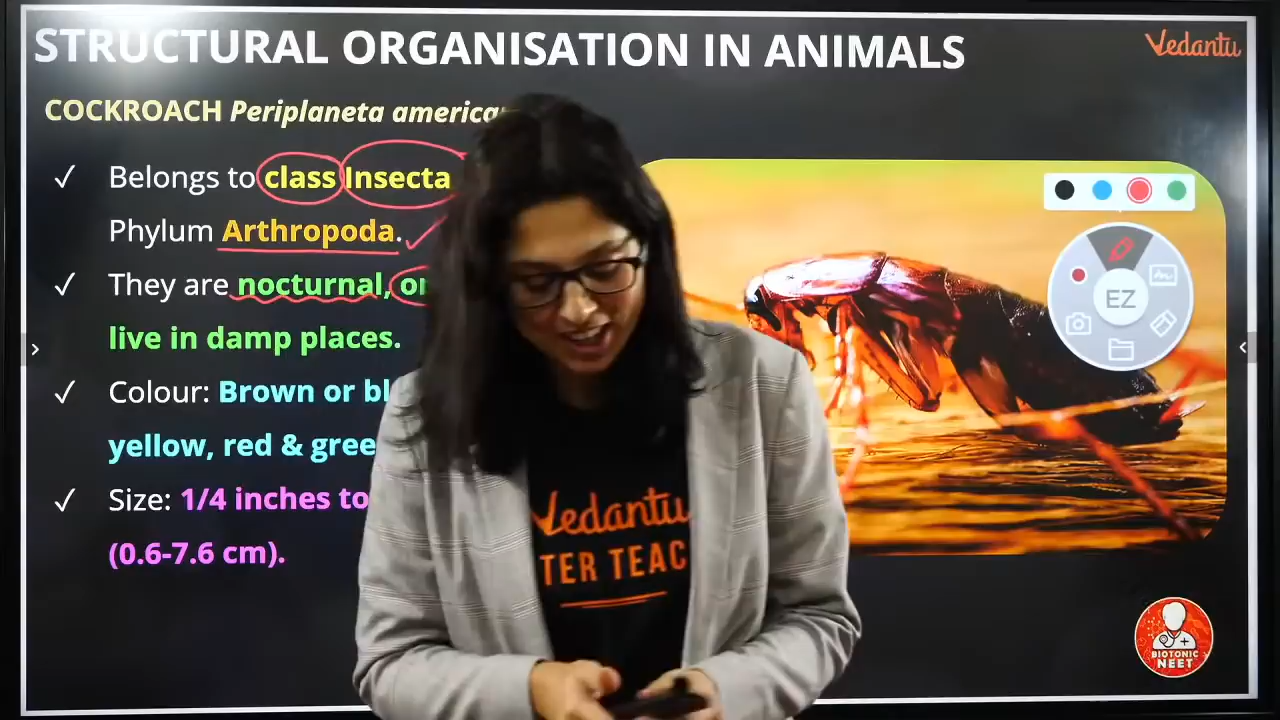 STRUCTURAL ORGANISATION IN ANIMALS
Vedantu
COCKROACH Periplaneta america
✓ Belongs to class Insecta
Phylum Arthropoda.
✓ They are nocturnal,
live in damp places.
✓ Colour: Brown or bl
yellow, red & gree
✓ Size: 1/4 inches to
(0.6-7.6 cm).
EZ
Vedantu
TER TEAC
BIOTONIC
NEET